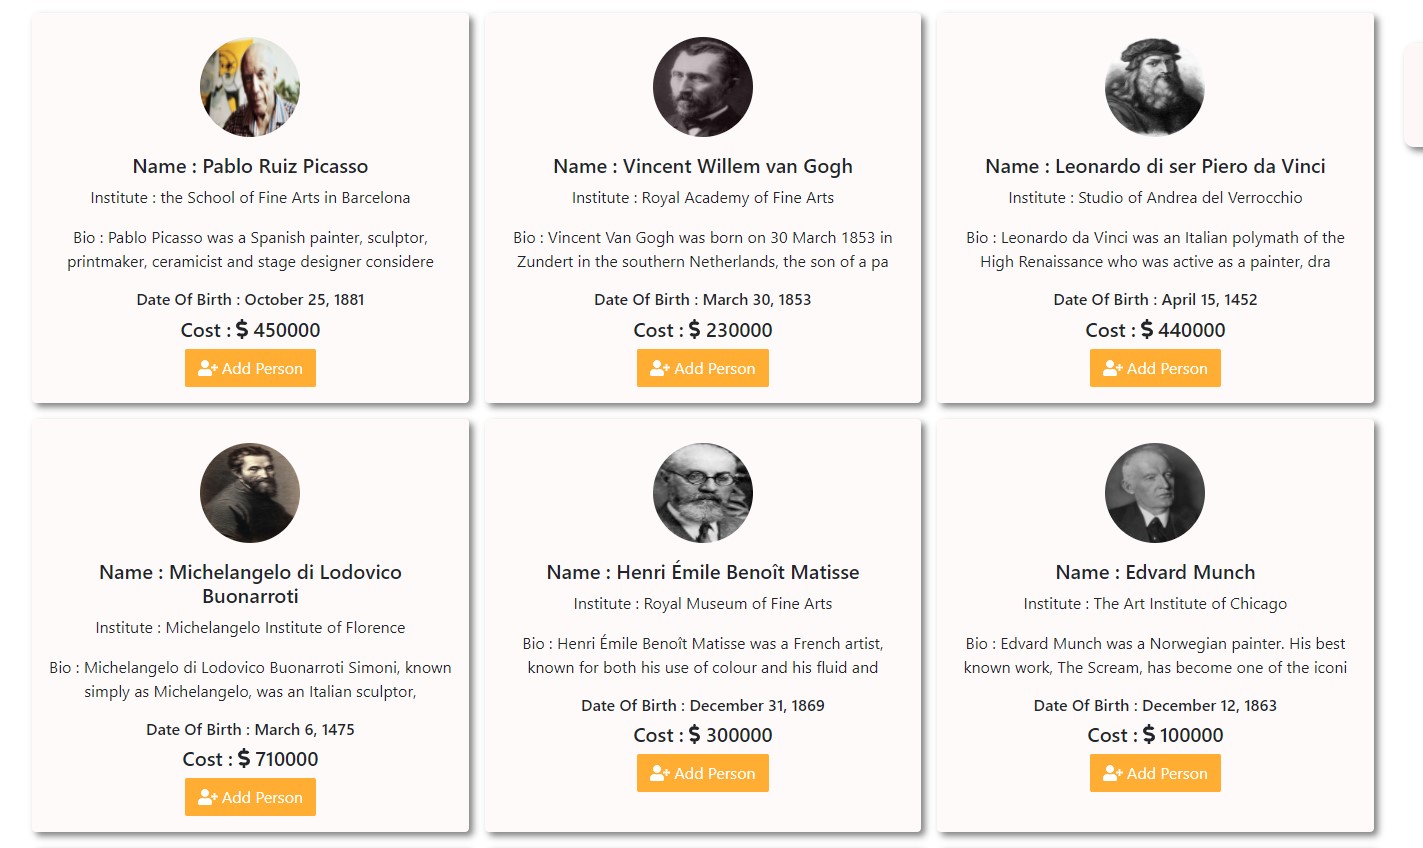 Name : Pablo Ruiz Picasso
Institute : the School of Fine Arts in Barcelona
Bio : Pablo Picasso was a Spanish painter, sculptor,
printmaker, ceramicist and stage designer considere
Date Of Birth : October 25, 1881
Cost : $ 450000
Add Person
Name : Vincent Willem van Gogh
Institute : Royal Academy of Fine Arts
Bio : Vincent Van Gogh was born on 30 March 1853 in
Zundert in the southern Netherlands, the son of a pa
Date Of Birth : March 30, 1853
Cost : $ 230000
Add Person
Name : Leonardo di ser Piero da Vinci
Institute : Studio of Andrea del Verrocchio
Bio : Leonardo da Vinci was an Italian polymath of the
High Renaissance who was active as a painter, dra
Date Of Birth : April 15, 1452
Cost : $ 440000
Add Person
Name : Michelangelo di Lodovico
Buonarroti
Institute : Michelangelo Institute of Florence
Bio : Michelangelo di Lodovico Buonarroti Simoni, known
simply as Michelangelo, was an Italian sculptor,
Date Of Birth : March 6, 1475
Cost : $ 710000
Add Person
Name : Henri Émile Benoît Matisse
Institute : Royal Museum of Fine Arts
Bio : Henri Émile Benoît Matisse was a French artist,
known for both his use of colour and his fluid and
Date Of Birth : December 31, 1869
Cost : $ 300000
Add Person
Name : Edvard Munch
Institute : The Art Institute of Chicago
Bio : Edvard Munch was a Norwegian painter. His best
known work, The Scream, has become one of the iconi
Date Of Birth : December 12, 1863
Cost : $ 100000
Add Person